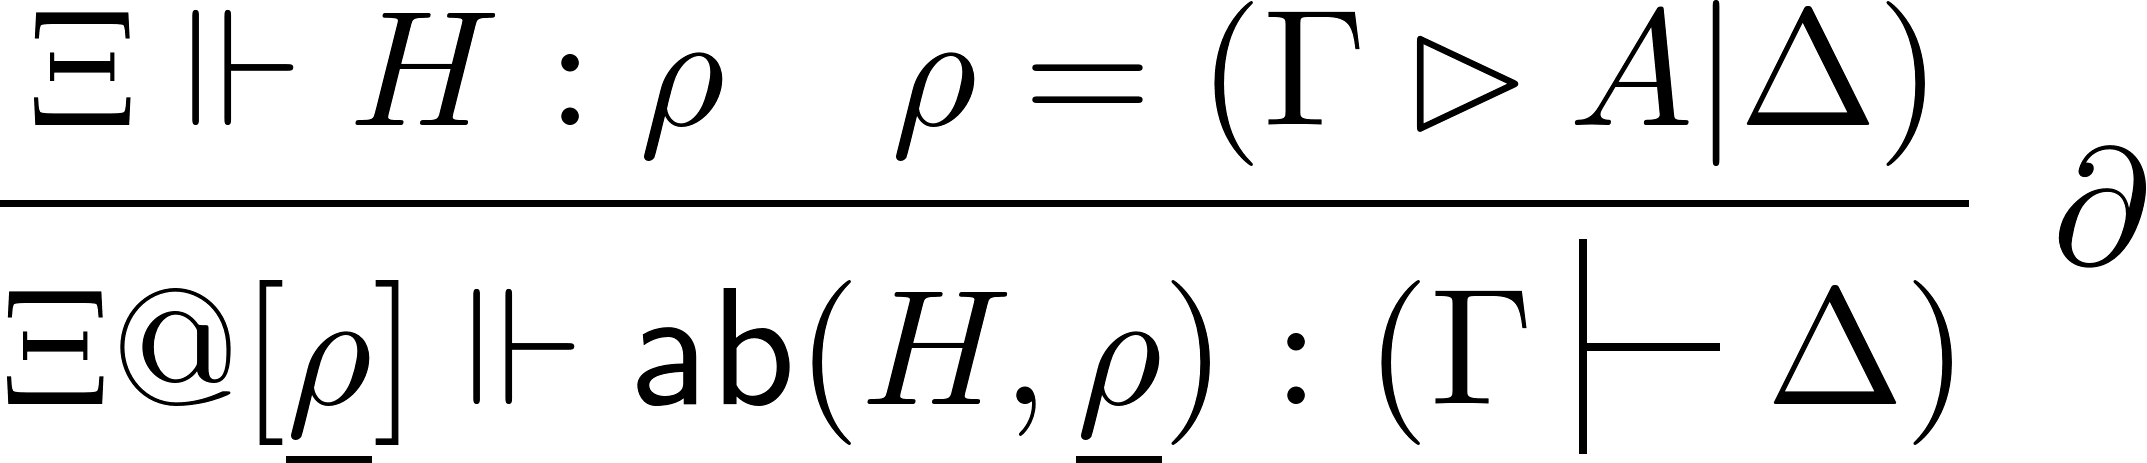 Ξ ⊩ H : ρ ρ = (Γ ▷ A|Δ)
∂
Ξ@[ρ] ⊩ ab(H, ρ) : (Γ ⊢ Δ)